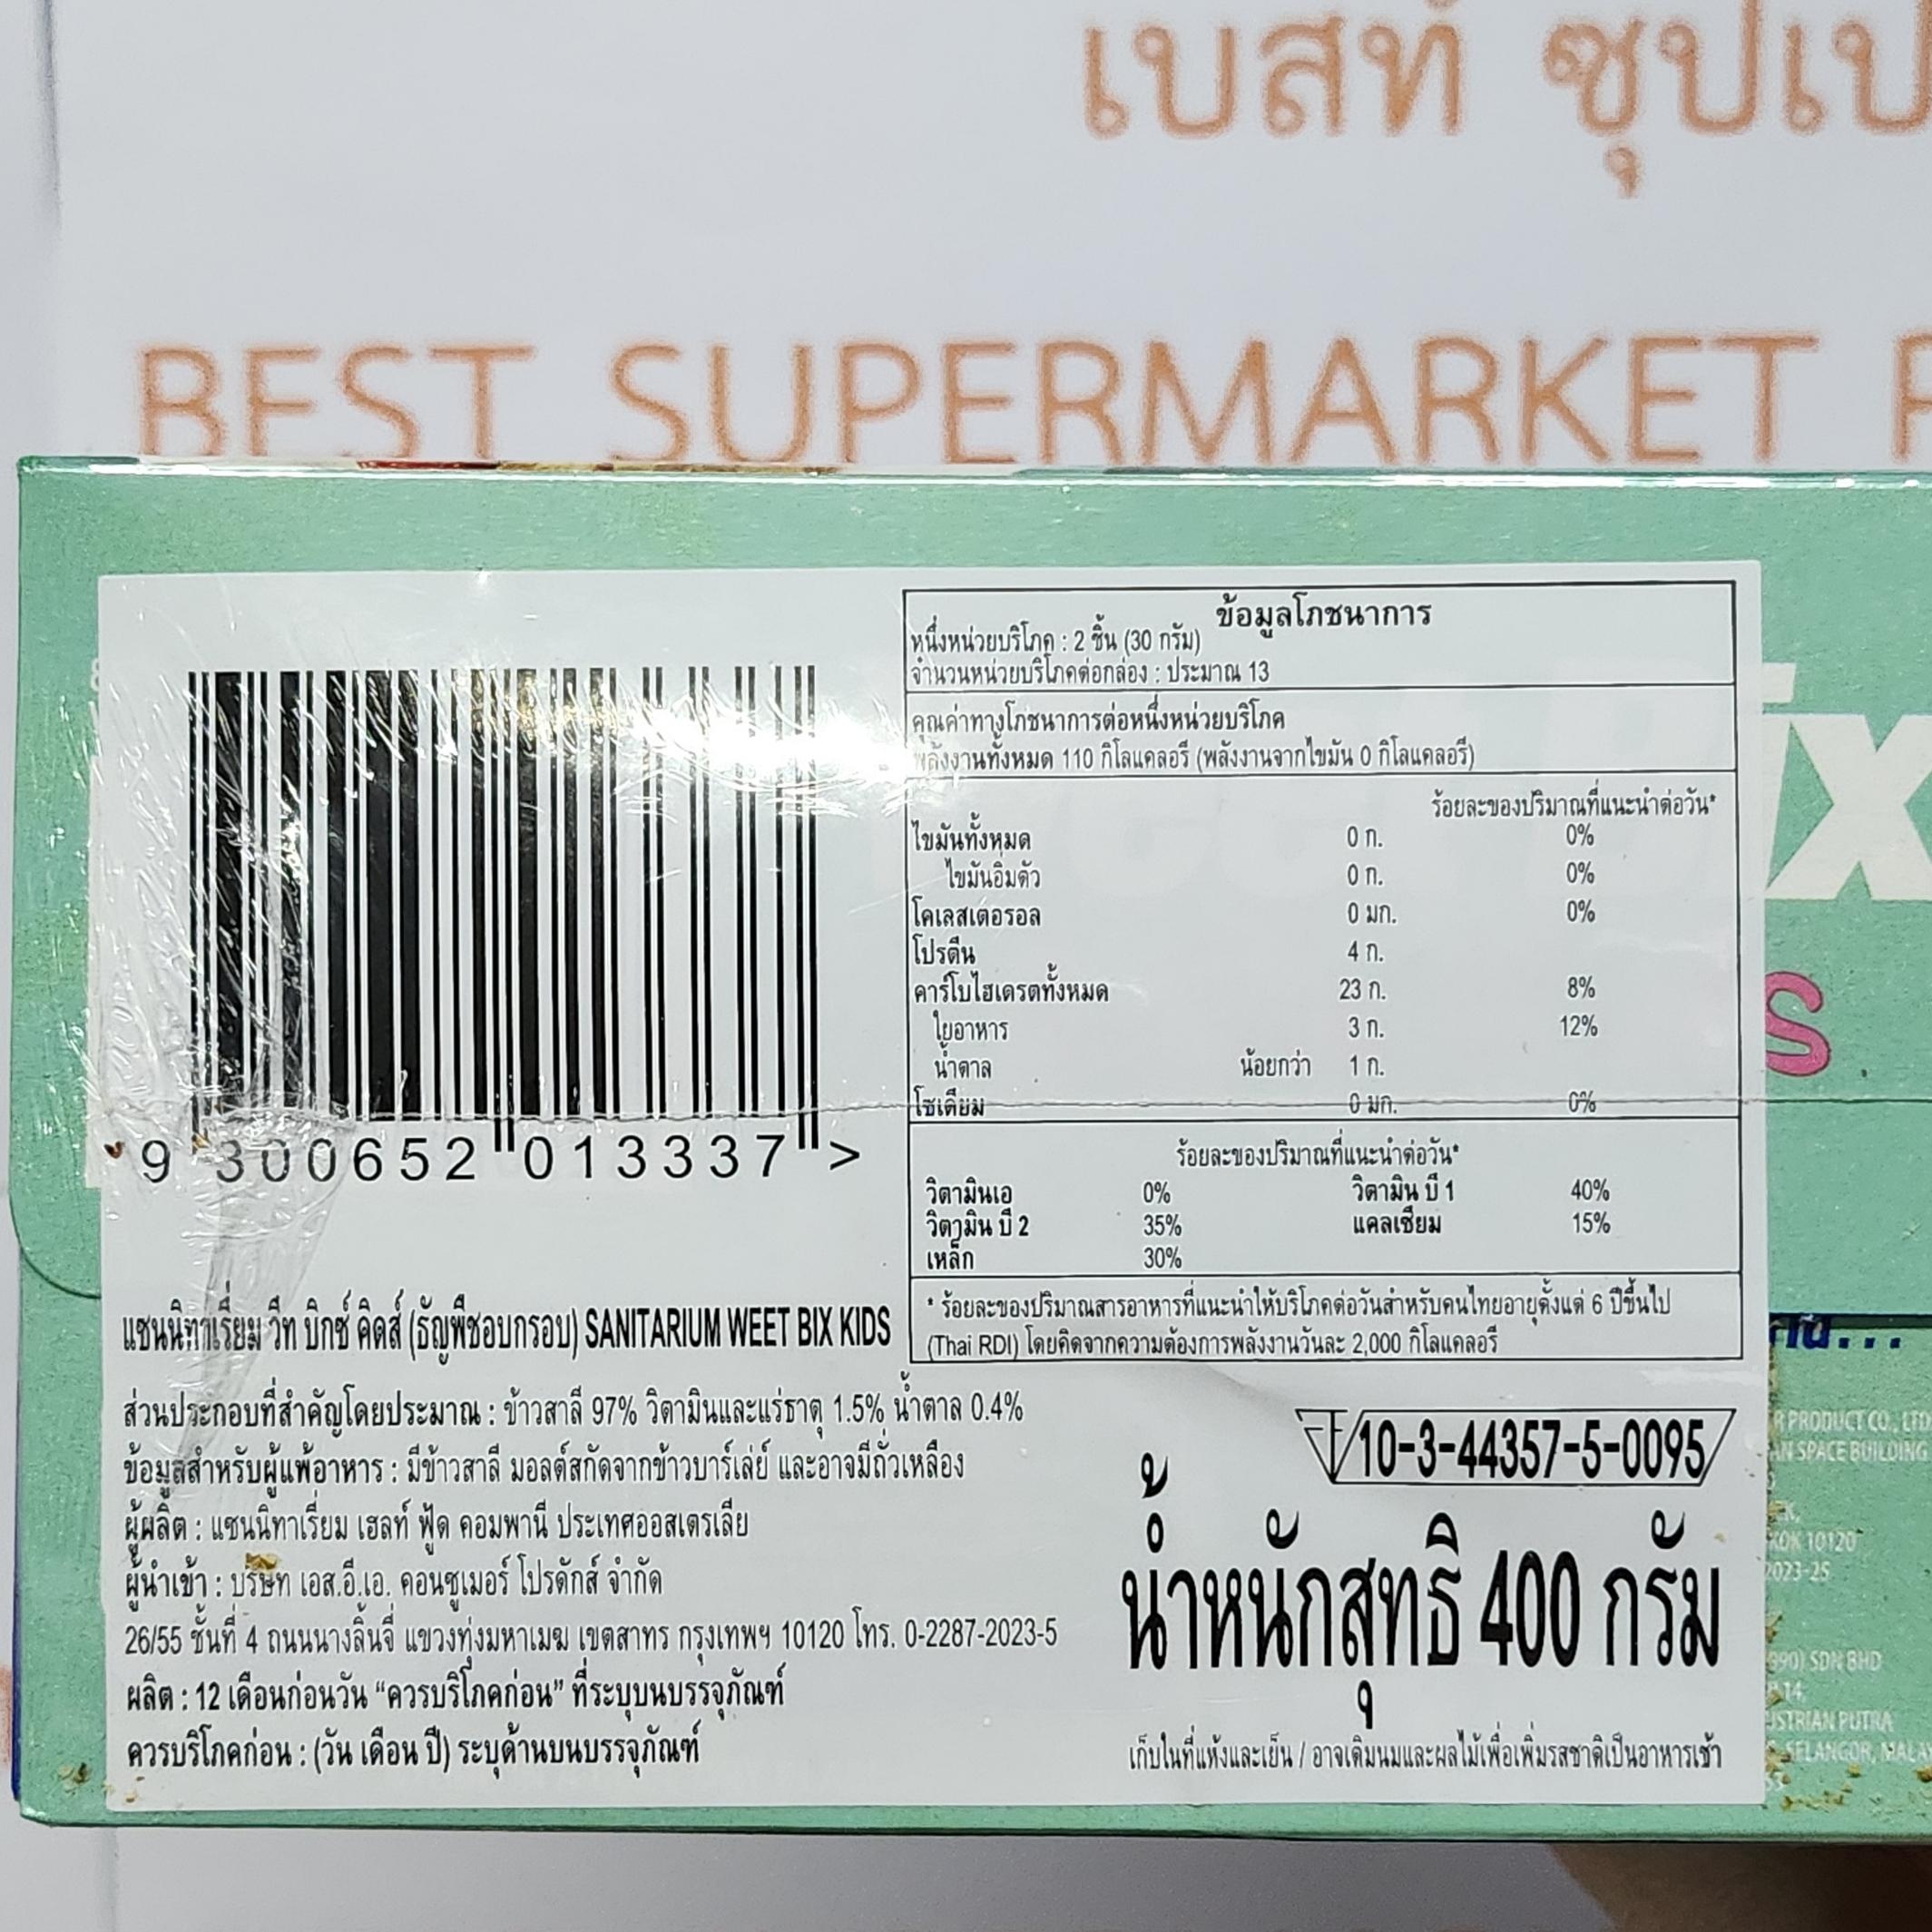 เบสท์ ซุปเป
BEST SUPERMARKET
ข้อมูลโภชนาการ
หนึ่งหน่วยบริโภค : 2 ชิ้น (30 กรัม)
จำนวนหน่วยบริโภคต่อกล่อง : ประมาณ 13
คุณค่าทางโภชนาการต่อหนึ่งหน่วยบริโภค
พลังงานทั้งหมด 110 กิโลแคลอรี (พลังงานจากไขมัน 0 กิโลแคลอรี)
ร้อยละของปริมาณที่แนะนำต่อวัน*
ไขมันทั้งหมด 0 ก. 0%
ไขมันอิ่มตัว 0 ก. 0%
โคเลสเตอรอล 0 มก. 0%
โปรตีน 4 ก.
คาร์โบไฮเดรตทั้งหมด 23 ก. 8%
ใยอาหาร 3 ก. 12%
น้ำตาล น้อยกว่า 1 ก.
โซเดียม 0 มก. 0%
ร้อยละของปริมาณที่แนะนำต่อวัน*
วิตามินเอ 0% วิตามิน บี 1 40%
วิตามิน บี 2 35% แคลเซียม 15%
เหล็ก 30%
* ร้อยละของปริมาณสารอาหารที่แนะนำให้บริโภคต่อวันสำหรับคนไทยอายุตั้งแต่ 6 ปีขึ้นไป
(Thai RDI) โดยคิดจากความต้องการพลังงานวันละ 2,000 กิโลแคลอรี
9 300652 013337 >
แซนนิทาเรี่ยม วีท บิกซ์ คิดส์ (ธัญพืชอบกรอบ) SANITARIUM WEET BIX KIDS
ส่วนประกอบที่สำคัญโดยประมาณ : ข้าวสาลี 97% วิตามินและแร่ธาตุ 1.5% น้ำตาล 0.4%
ข้อมูลสำหรับผู้แพ้อาหาร : มีข้าวสาลี มอลต์สกัดจากข้าวบาร์เล่ย์ และอาจมีถั่วเหลือง
ผู้ผลิต : แซนนิทาเรี่ยม เฮลท์ ฟู้ด คอมพานี ประเทศออสเตรเลีย
ผู้นำเข้า : บริษัท เอส.อี.เอ. คอนซูเมอร์ โปรดักส์ จำกัด
26/55 ชั้นที่ 4 ถนนนางลิ้นจี่ แขวงทุ่งมหาเมฆ เขตสาทร กรุงเทพฯ 10120 โทร. 0-2287-2023-5
ผลิต : 12 เดือนก่อนวัน “ควรบริโภคก่อน” ที่ระบุบนบรรจุภัณฑ์
ควรบริโภคก่อน : (วัน เดือน ปี) ระบุด้านบนบรรจุภัณฑ์
10-3-44357-5-0095
น้ำหนักสุทธิ 400 กรัม
เก็บในที่แห้งและเย็น / อาจเติมนมและผลไม้เพื่อเพิ่มรสชาติเป็นอาหารเช้า
ix
S
R PRODUCT CO., LTD
AN SPACE BUILDING
KOK 10120
2023-25
990) SDN BHD
STRIAN PUTRA
SELANGOR, MALAY